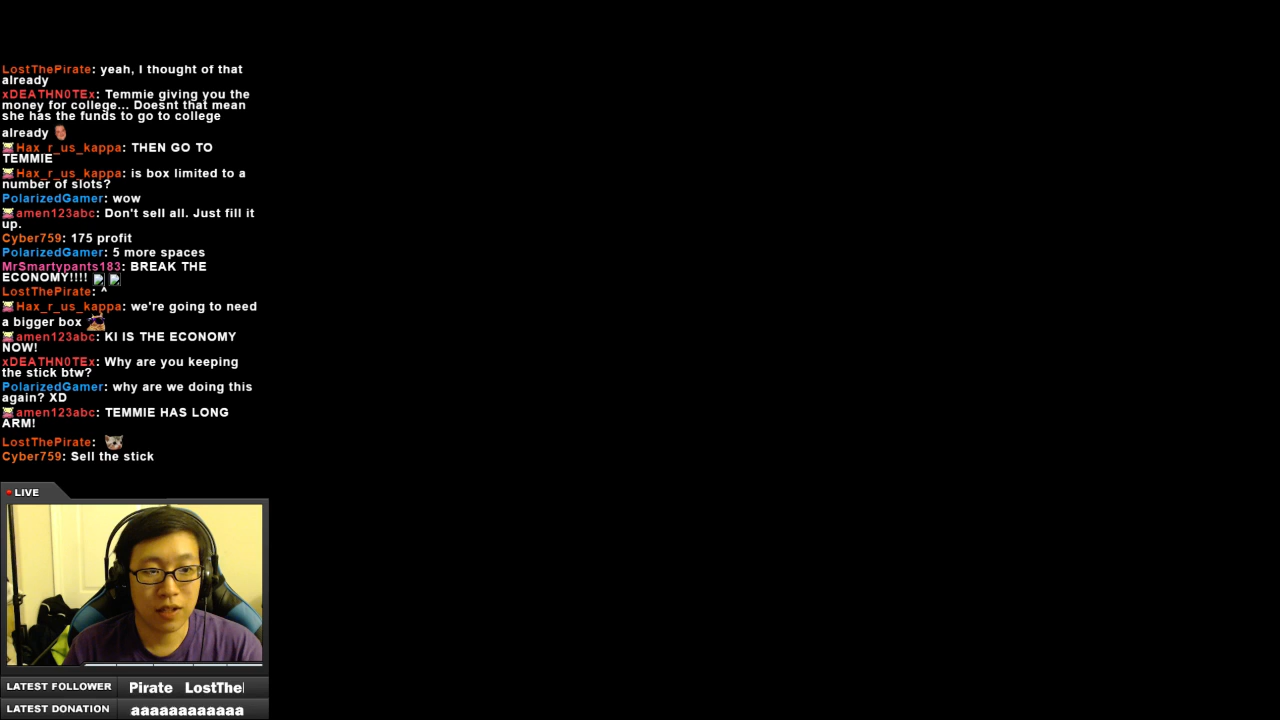 LostThePirate: yeah, I thought of that
already
xDEATHN0TEx: Temmie giving you the
money for college... Doesnt that mean
she has the funds to go to college
already
Hax_r_us_kappa: THEN GO TO
TEMMIE
Hax_r_us_kappa: is box limited to a
number of slots?
PolarizedGamer: wow
amen123abc: Don't sell all. Just fill it
up.
Cyber759: 175 profit
PolarizedGamer: 5 more spaces
MrSmartypants183: BREAK THE
ECONOMY!!!!
LostThePirate: ^
Hax_r_us_kappa: we're going to need
a bigger box
amen123abc: KI IS THE ECONOMY
NOW!
xDEATHN0TEx: Why are you keeping
the stick btw?
PolarizedGamer: why are we doing this
again? XD
amen123abc: TEMMIE HAS LONG
ARM!
LostThePirate:
Cyber759: Sell the stick
LIVE
LATEST FOLLOWER Pirate LostThe
LATEST DONATION aaaaaaaaaaaa